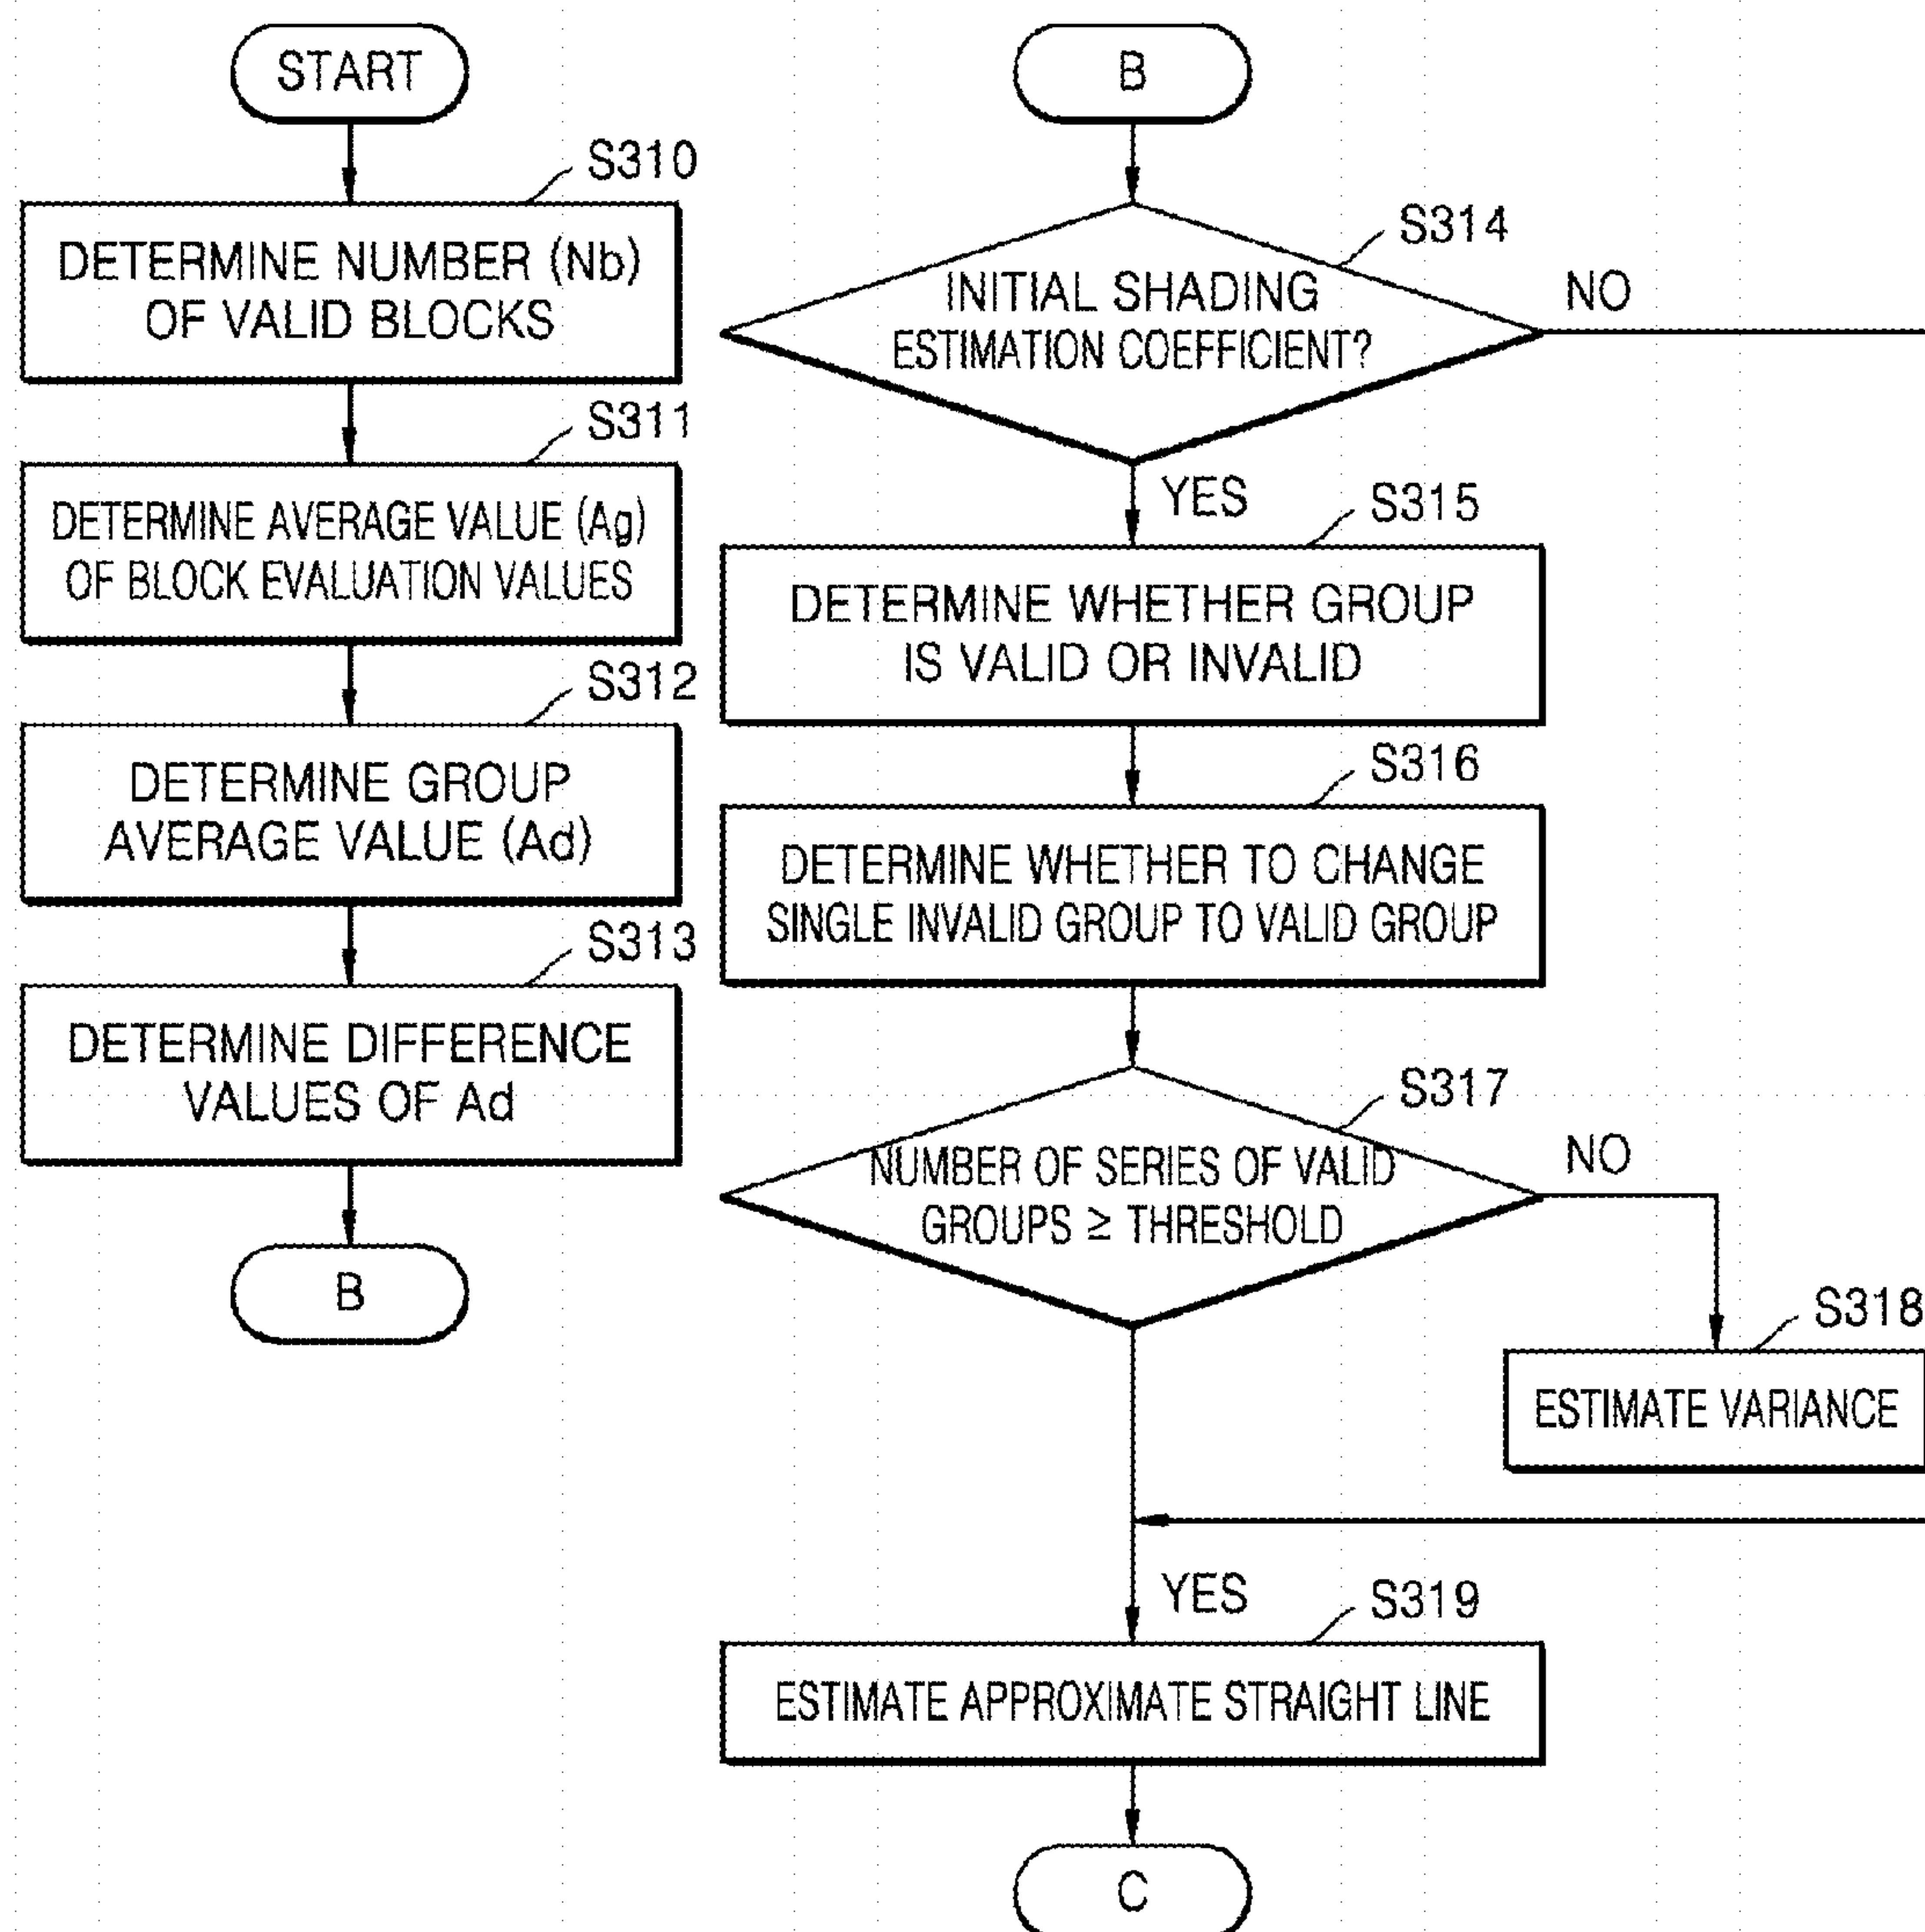 START
S310
DETERMINE NUMBER (Nb)
OF VALID BLOCKS
S311
DETERMINE AVERAGE VALUE (Ag)
OF BLOCK EVALUATION VALUES
S312
DETERMINE GROUP
AVERAGE VALUE (Ad)
S313
DETERMINE DIFFERENCE
VALUES OF Ad
B
B
S314
INITIAL SHADING
ESTIMATION COEFFICIENT?
NO
YES
S315
DETERMINE WHETHER GROUP
IS VALID OR INVALID
S316
DETERMINE WHETHER TO CHANGE
SINGLE INVALID GROUP TO VALID GROUP
S317
NUMBER OF SERIES OF VALID
GROUPS ≥ THRESHOLD
NO
S318
ESTIMATE VARIANCE
YES
S319
ESTIMATE APPROXIMATE STRAIGHT LINE
C